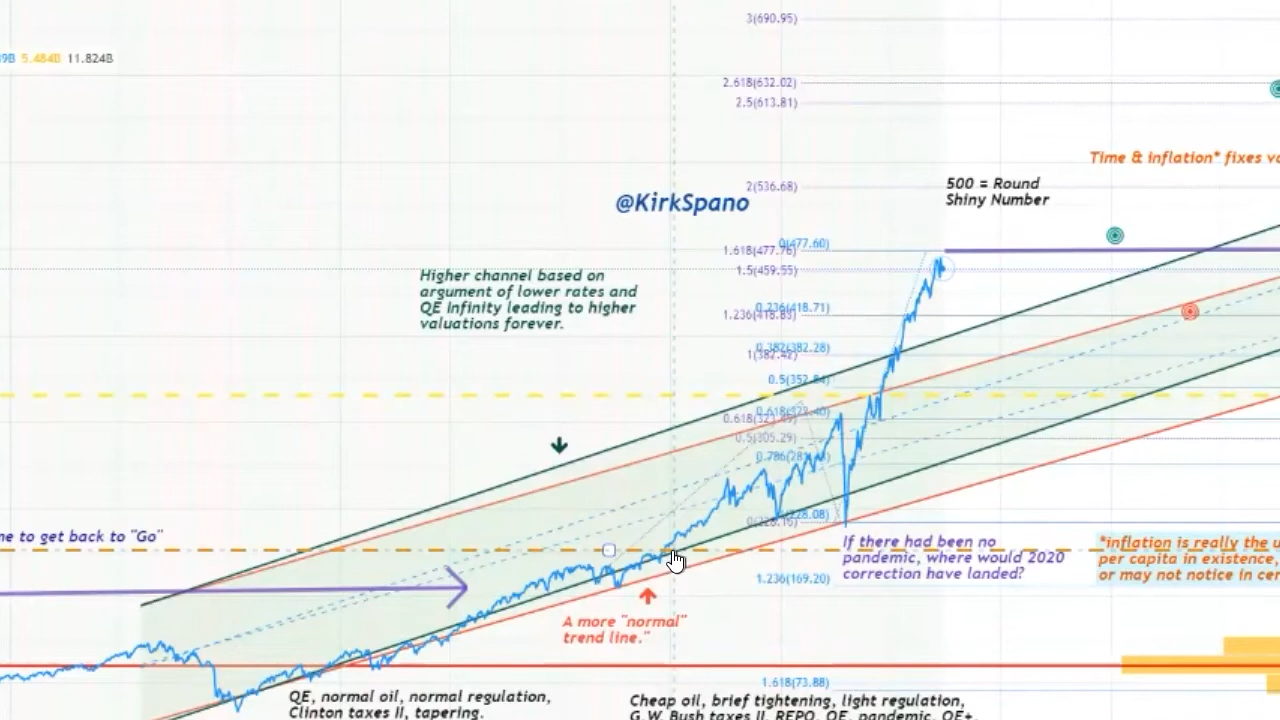 3(690.95)
9B 5.484B 11.824B
2.618(632.02)
2.5(613.81)
Time & inflation* fixes va
2(536.68)
500 = Round
Shiny Number
@KirkSpano
0(477.60)
1.618(477.76)
1.5(459.55)
Higher channel based on
argument of lower rates and
QE Infinity leading to higher
valuations forever.
0.236(418.71)
1.236(418.83)
0.382(382.28)
1(382.42)
0.5(352.84)
0.618(323.40)
0.5(305.29)
0.786(28
228.08)
0(228.16)
ne to get back to "Go"
If there had been no
pandemic, where would 2020
correction have landed?
*inflation is really the u
per capita in existence,
or may not notice in cer
1.236(169.20)
A more "normal"
trend line."
1.618(73.88)
QE, normal oil, normal regulation,
Clinton taxes II, tapering.
Cheap oil, brief tightening, light regulation,
G.W. Bush taxes II, REPO, QE, pandemic, QE+,